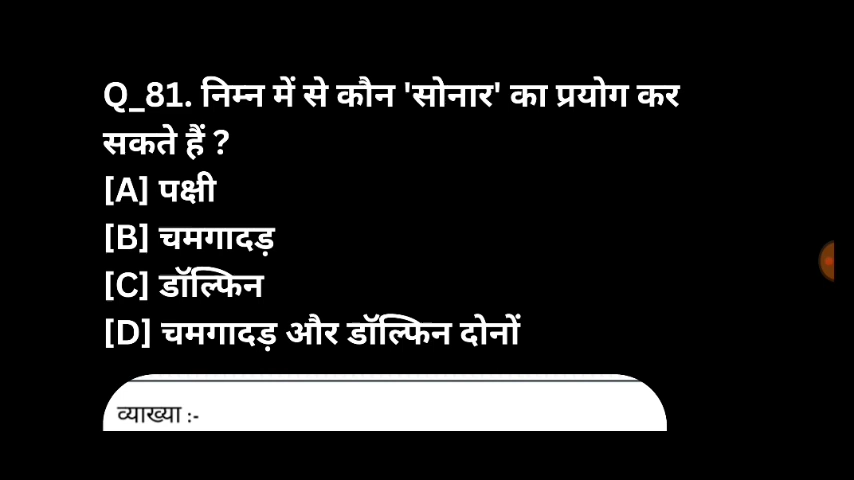 Q_81. निम्न में से कौन 'सोनार' का प्रयोग कर
सकते हैं ?
[A] पक्षी
[B] चमगादड़
[C] डॉल्फिन
[D] चमगादड़ और डॉल्फिन दोनों
व्याख्या :-